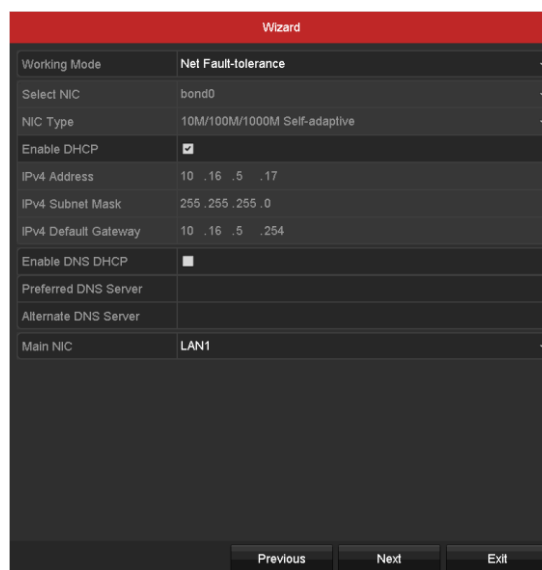 Wizard
Working Mode Net Fault-tolerance
Select NIC bond0
NIC Type 10M/100M/1000M Self-adaptive
Enable DHCP
IPv4 Address 10 .16 .5 .17
IPv4 Subnet Mask 255.255.255.0
IPv4 Default Gateway 10 .16 .5 .254
Enable DNS DHCP
Preferred DNS Server
Alternate DNS Server
Main NIC LAN1
Previous Next Exit